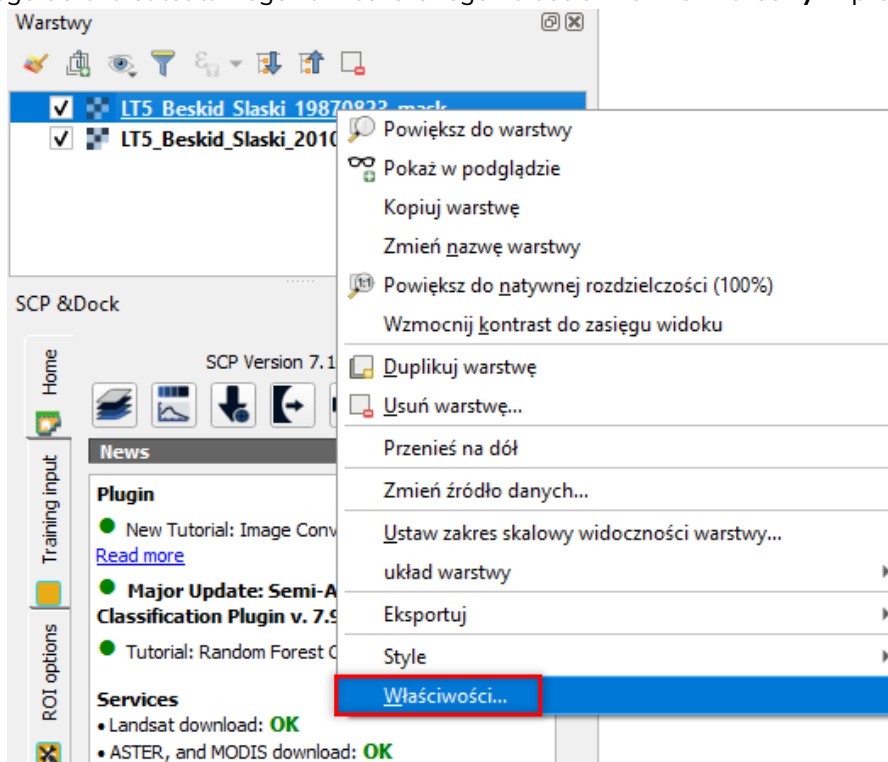 Warstwy
LT5_Beskid_Slaski_19870823_mask
LT5_Beskid_Slaski_2010
Powiększ do warstwy
Pokaż w podglądzie
Kopiuj warstwę
Zmień nazwę warstwy
Powiększ do natywnej rozdzielczości (100%)
Wzmocnij kontrast do zasięgu widoku
Duplikuj warstwę
Usuń warstwę...
Przenieś na dół
Zmień źródło danych...
Ustaw zakres skalowy widoczności warstwy...
układ warstwy
Eksportuj
Style
Właściwości...
SCP &Dock
Home
Training input
ROI options
SCP Version 7.1
News
Plugin
New Tutorial: Image Conv
Read more
Major Update: Semi-A
Classification Plugin v. 7.9
Tutorial: Random Forest C
Services
• Landsat download: OK
• ASTER, and MODIS download: OK